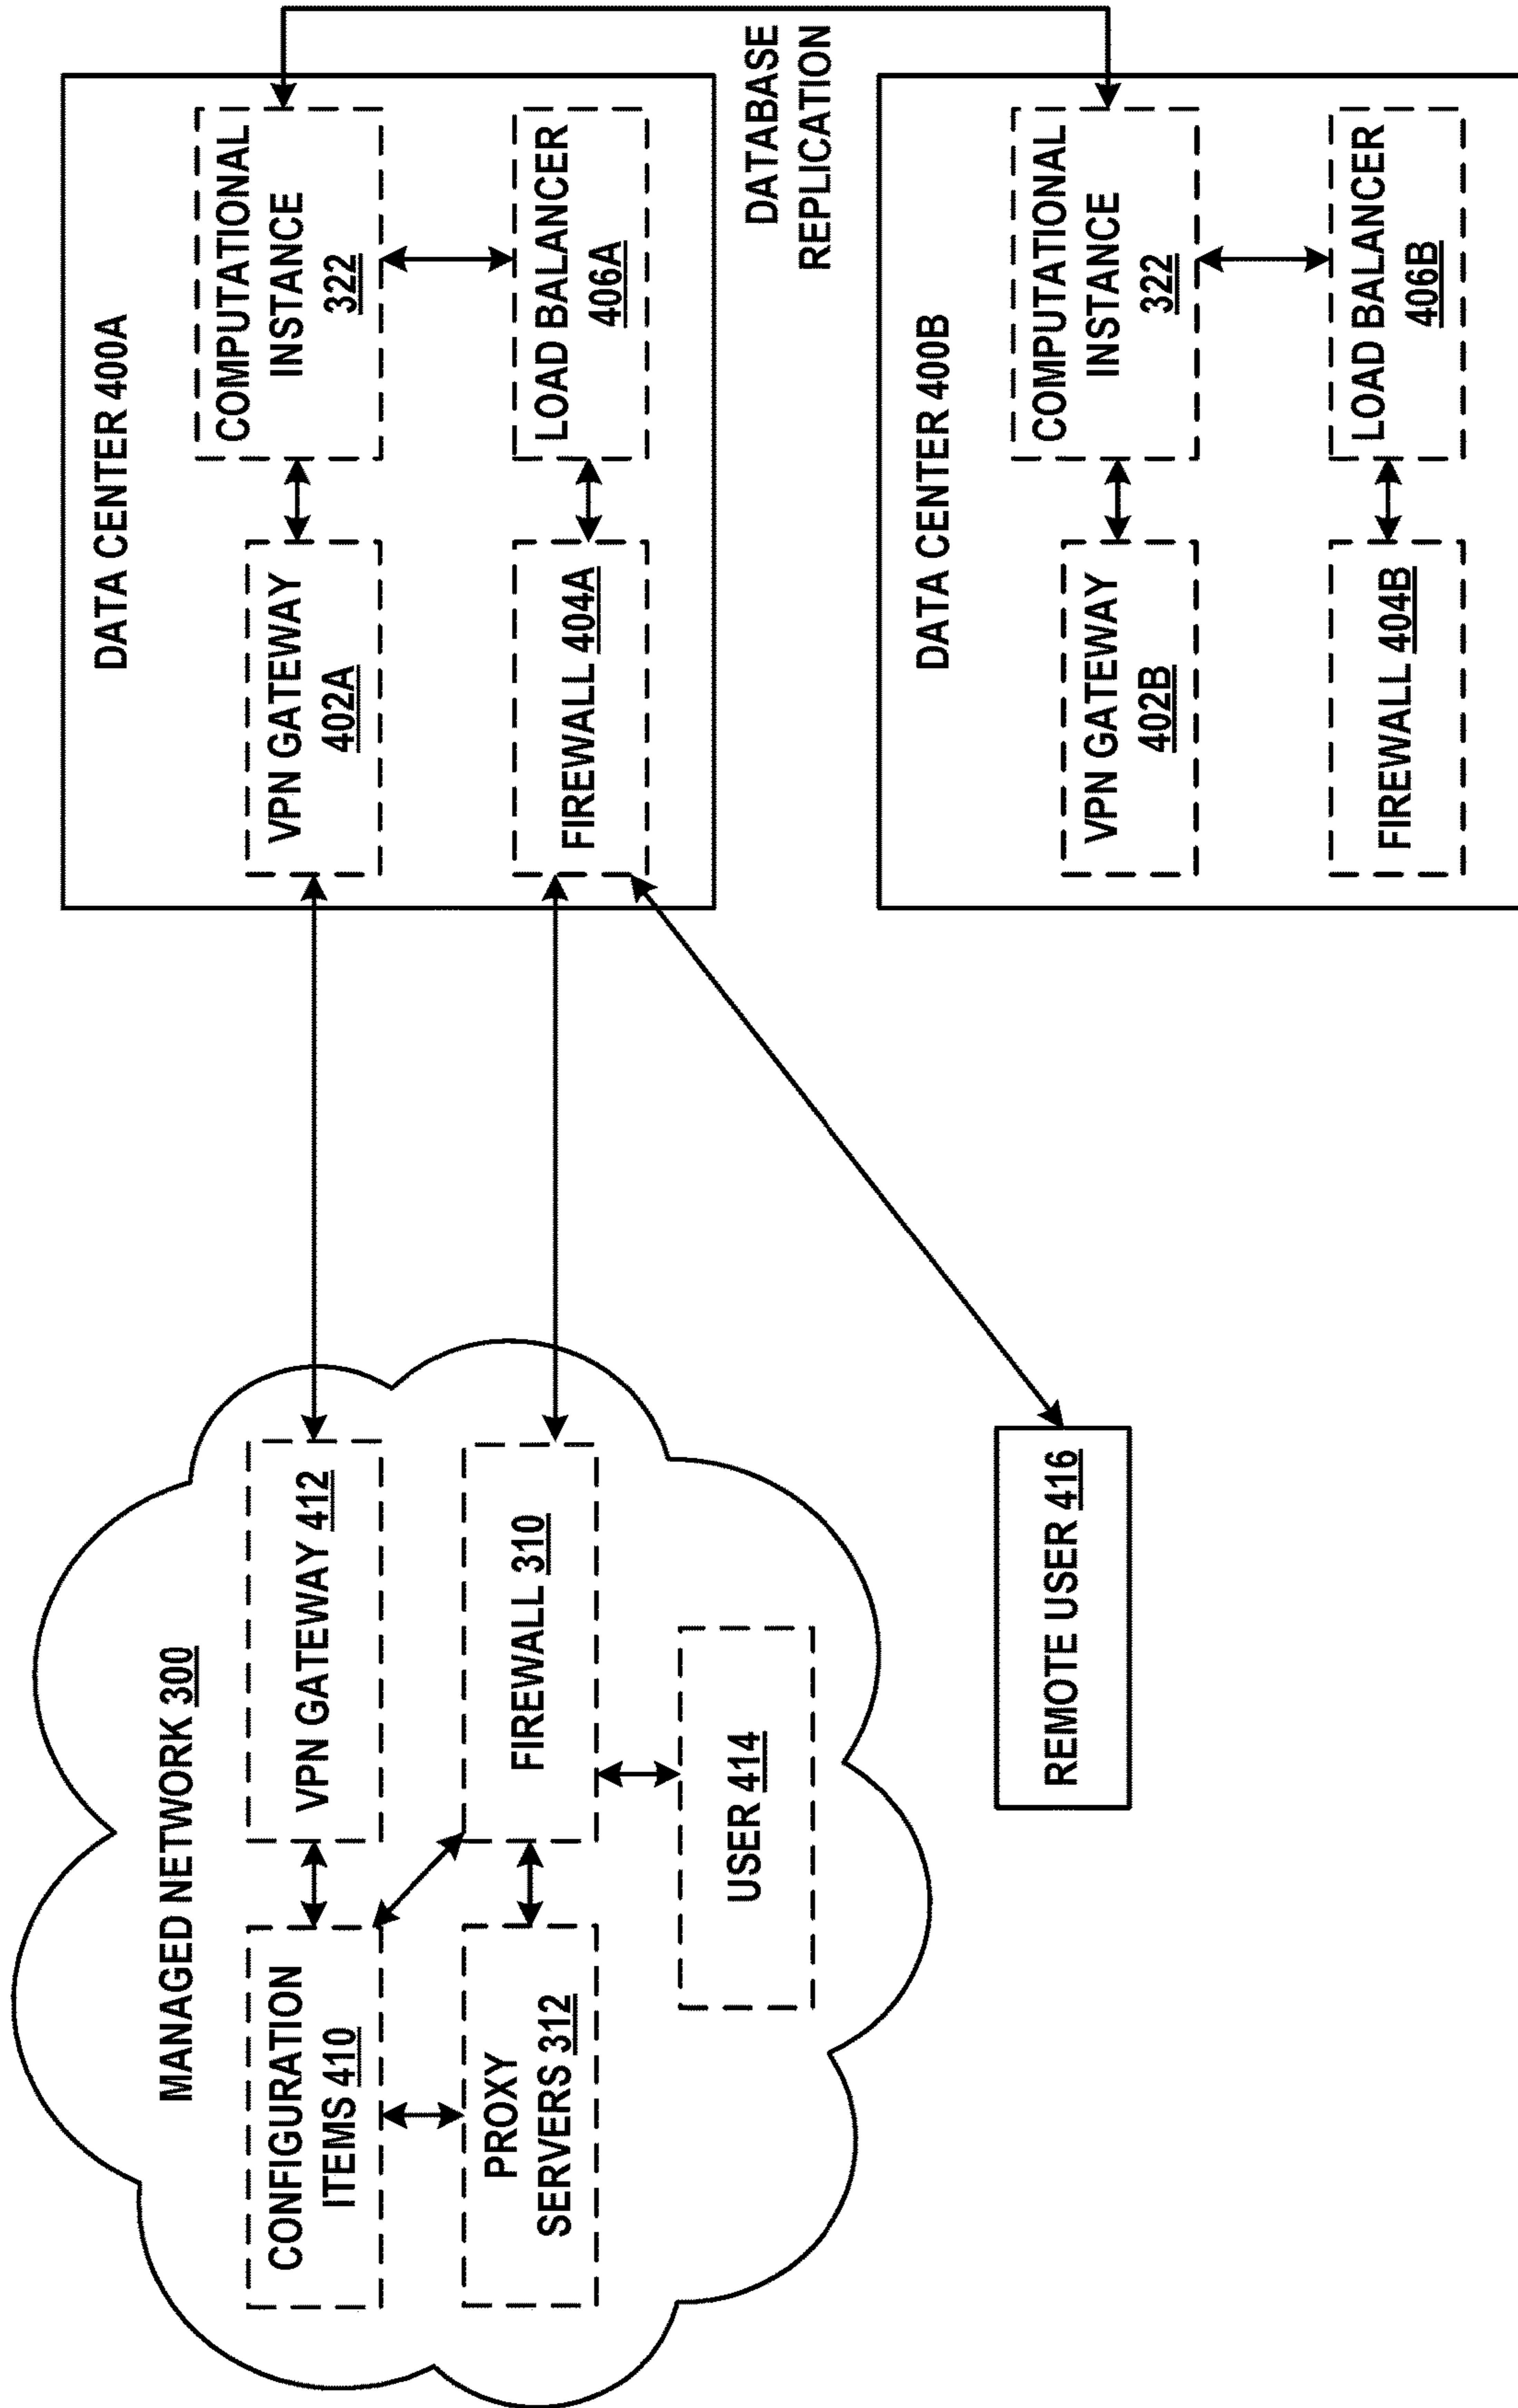 MANAGED NETWORK 300
CONFIGURATION
ITEMS 410
VPN GATEWAY 412
PROXY
SERVERS 312
FIREWALL 310
USER 414
REMOTE USER 416
DATA CENTER 400A
VPN GATEWAY
402A
COMPUTATIONAL
INSTANCE
322
FIREWALL 404A
LOAD BALANCER
406A
DATABASE
REPLICATION
DATA CENTER 400B
VPN GATEWAY
402B
COMPUTATIONAL
INSTANCE
322
FIREWALL 404B
LOAD BALANCER
406B